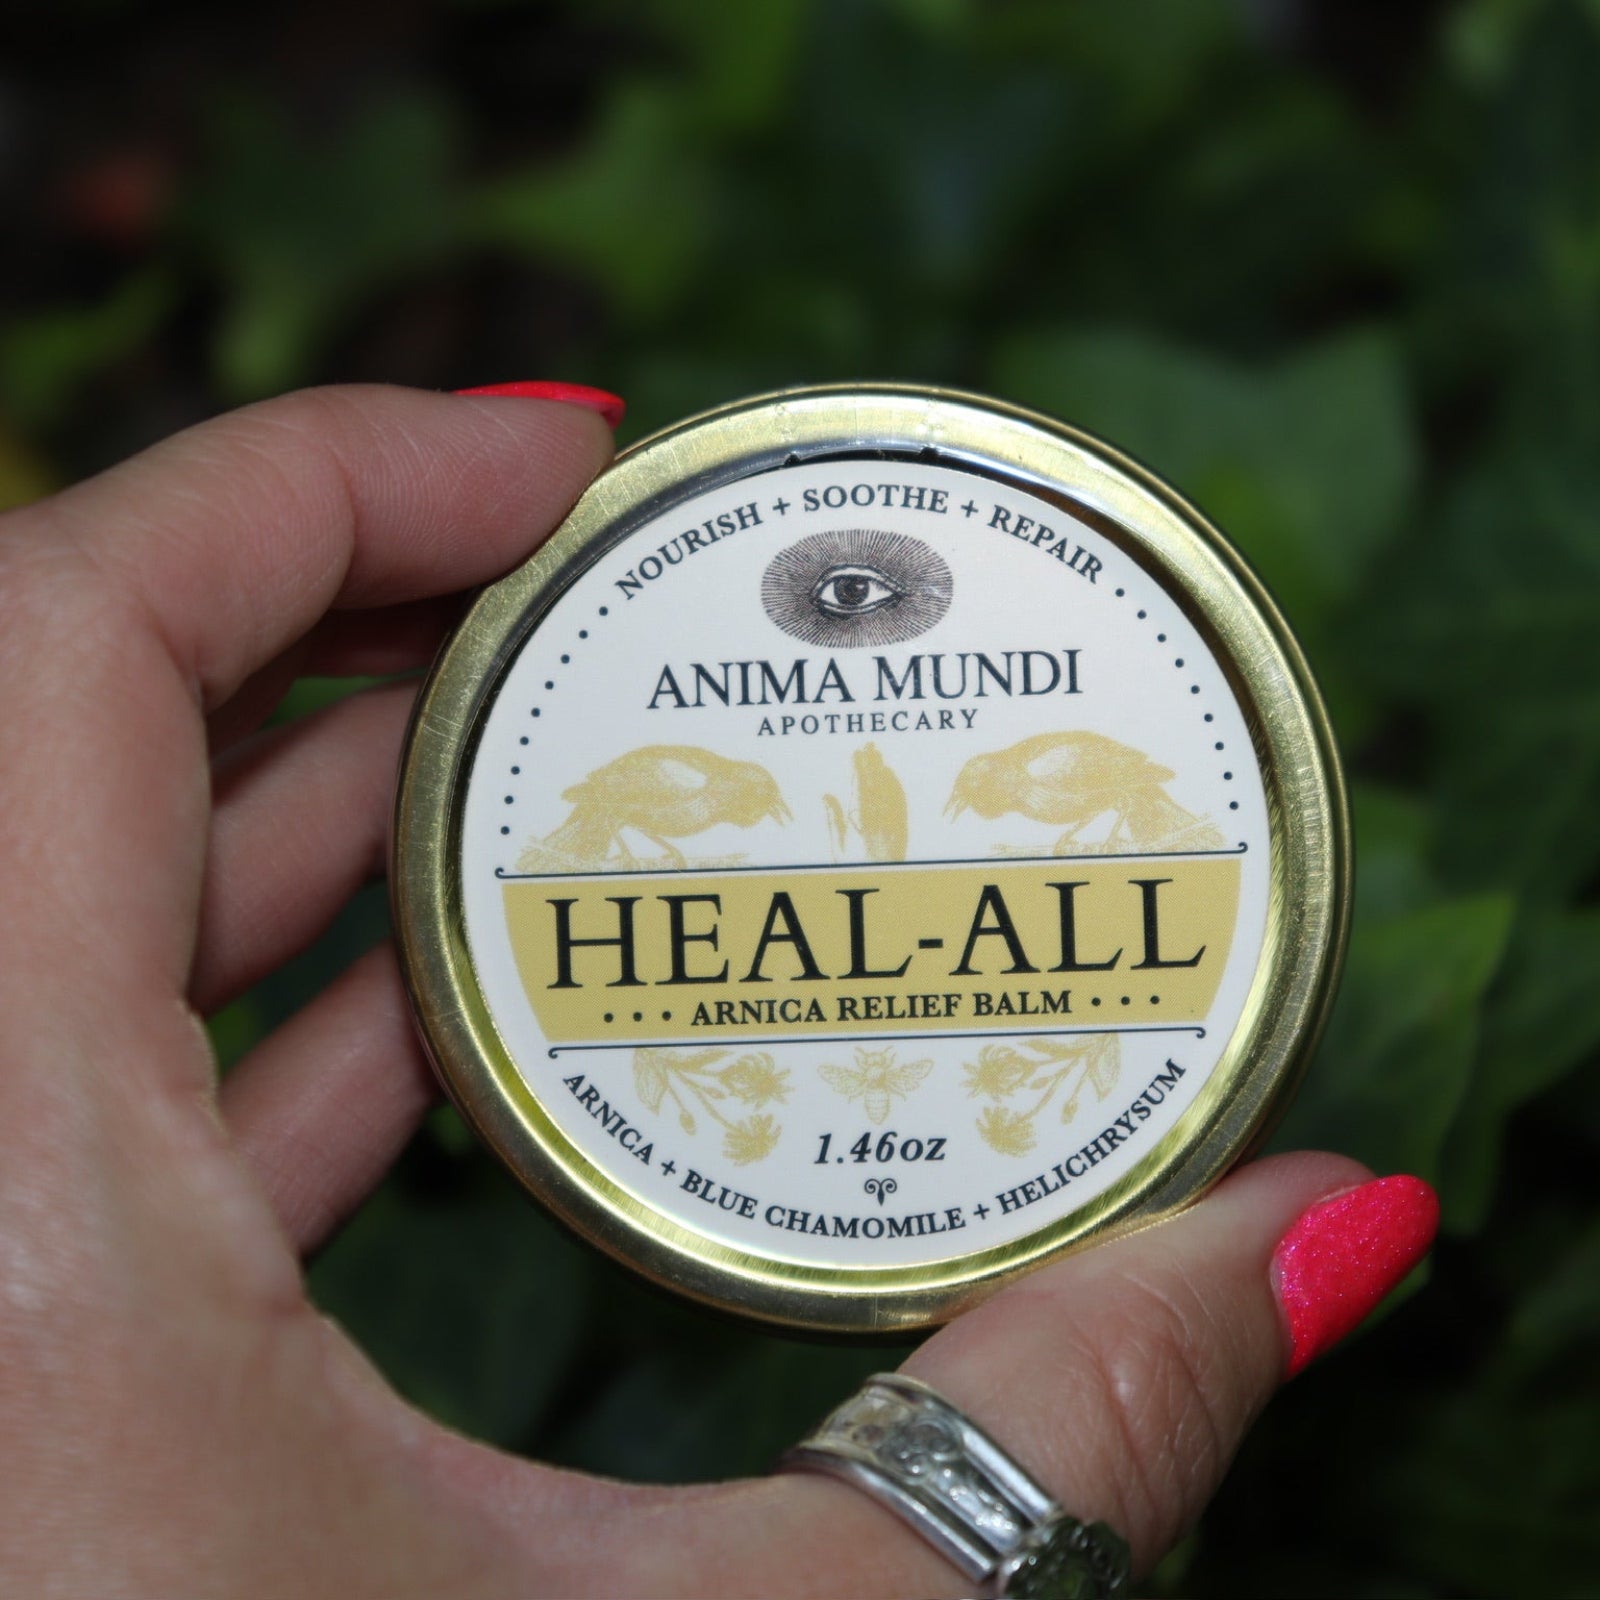 NOURISH + SOOTHE + REPAIR
ANIMA MUNDI
APOTHECARY
HEAL-ALL
ARNICA RELIEF BALM
1.46oz
ARNICA + BLUE CHAMOMILE + HELICHRYSUM